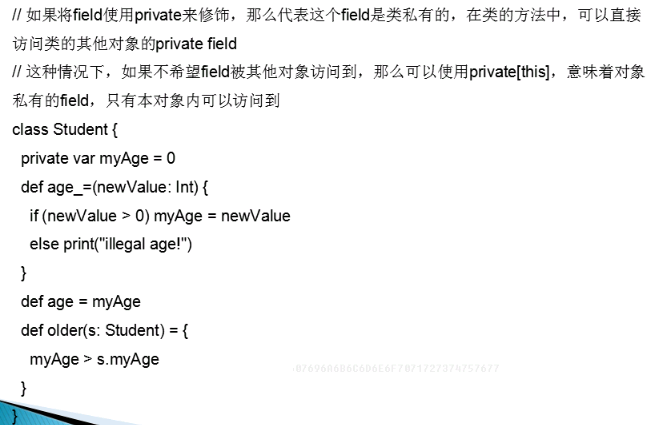 // 如果将field使用private来修饰，那么代表这个field是类私有的，在类的方法中，可以直接
访问类的其他对象的private field
// 这种情况下，如果不希望field被其他对象访问到，那么可以使用private[this]，意味着对象
私有的field，只有本对象内可以访问到
class Student {
private var myAge = 0
def age_=(newValue: Int) {
if (newValue > 0) myAge = newValue
else print("illegal age!")
}
def age = myAge
def older(s: Student) = {
myAge > s.myAge
}
}